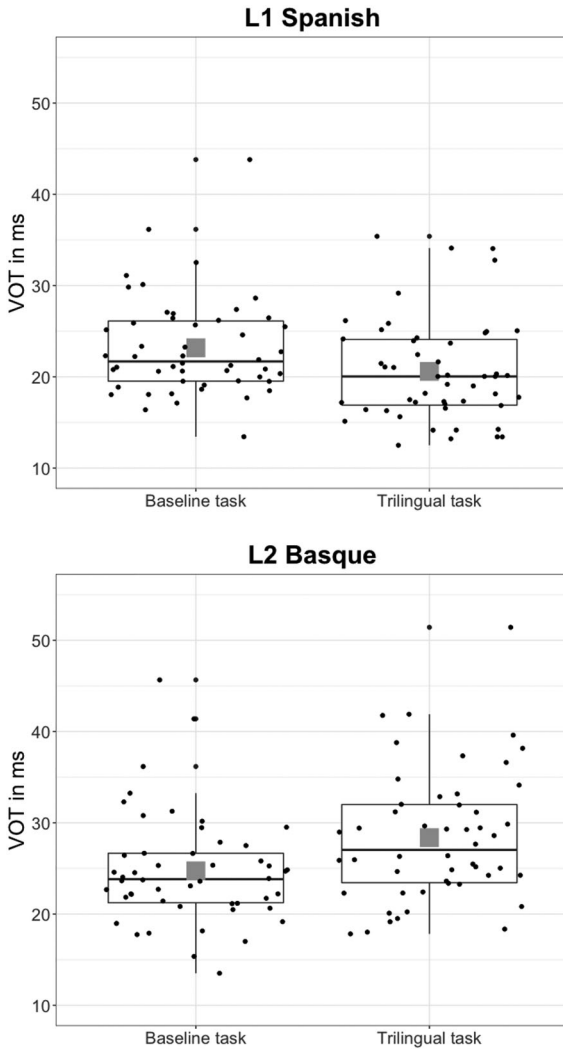 L1 Spanish
VOT in ms
50
40
30
20
10
Baseline task
Trilingual task
L2 Basque
VOT in ms
50
40
30
20
10
Baseline task
Trilingual task